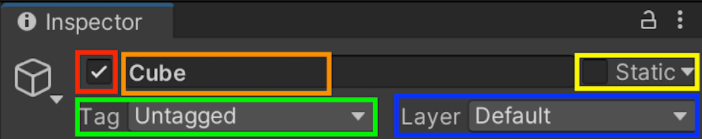 Inspector
Cube Static
Tag Untagged Layer Default